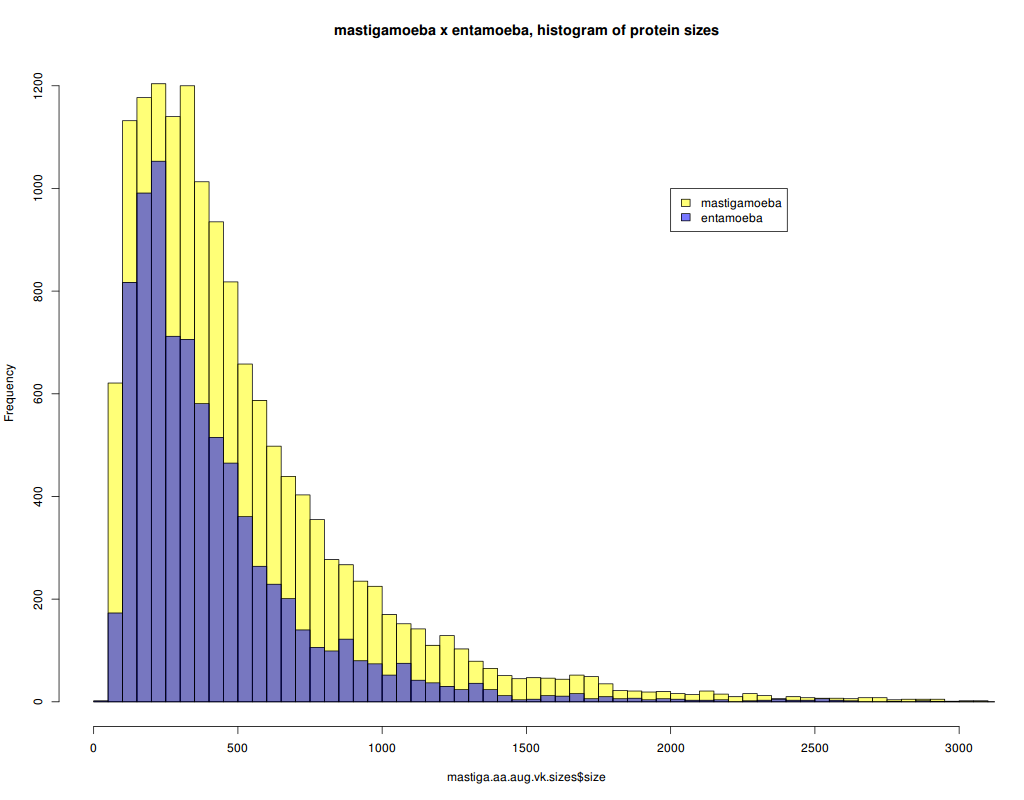 mastigamoeba x entamoeba, histogram of protein sizes
1200
1000
800
600
400
200
0
Frequency
mastigamoeba
entamoeba
0 500 1000 1500 2000 2500 3000
mastiga.aa.aug.vk.sizes$size